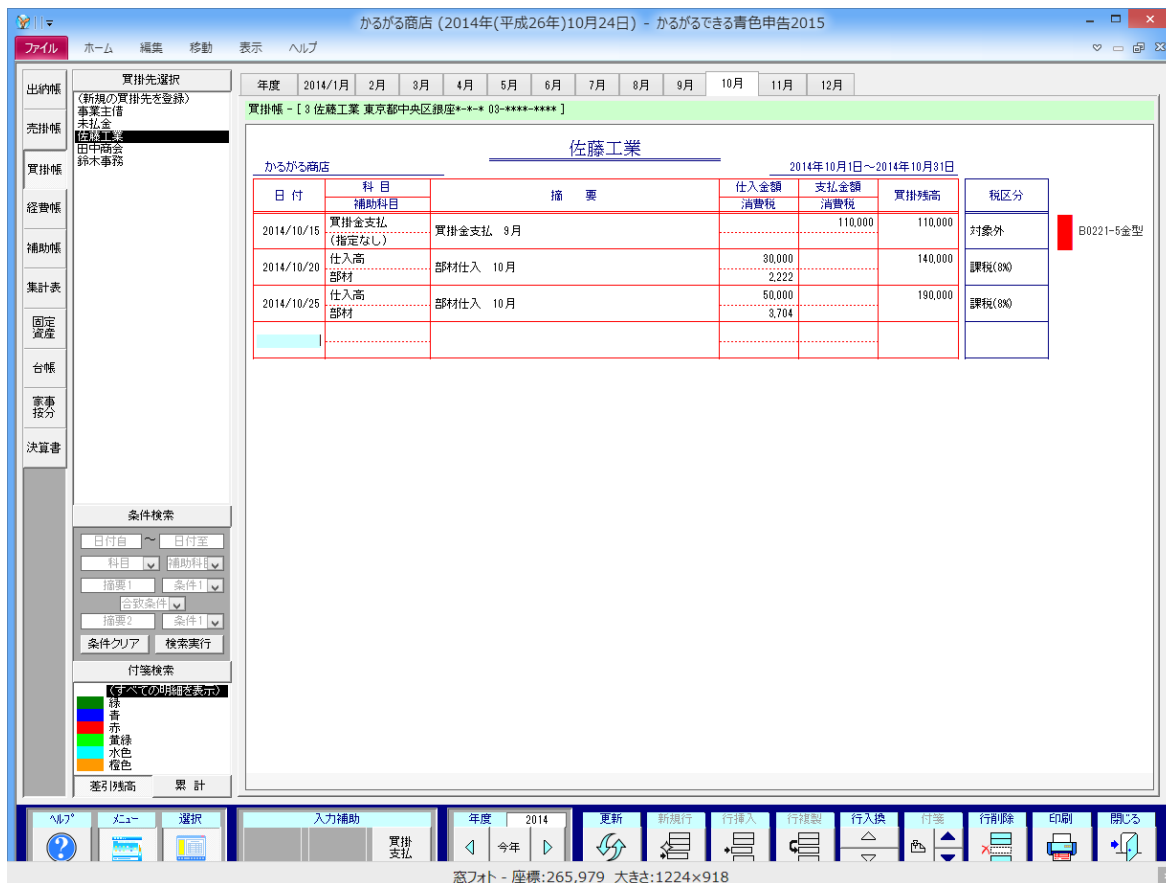 かるがる商店 (2014年(平成26年)10月24日) - かるがるできる青色申告2015
ファイル ホーム 編集 移動 表示 ヘルプ
出納帳
売掛帳
買掛帳
経費帳
補助帳
集計表
固定
資産
台帳
家事
按分
決算書
買掛先選択
(新規の買掛先を登録)
事業主借
未払金
佐藤工業
田中商会
鈴木事務
条件検索
日付自 ～ 日付至
科目 補助科目
摘要1 条件1
合致条件
摘要2 条件1
条件クリア 検索実行
付箋検索
(すべての明細を表示)
緑
青
赤
黄緑
水色
橙色
差引残高 累 計
年度 2014/1月 2月 3月 4月 5月 6月 7月 8月 9月 10月 11月 12月
買掛帳 - [ 3 佐藤工業 東京都中央区銀座*-*-* 03-****-**** ]
佐藤工業
かるがる商店 2014年10月1日～2014年10月31日
日 付 科 目 摘 要 仕入金額 支払金額 買掛残高 税区分
補助科目 消費税 消費税
2014/10/15 買掛金支払 買掛金支払 9月 110,000 110,000 対象外 B0221-5金型
(指定なし)
2014/10/20 仕入高 部材仕入 10月 30,000 140,000 課税(8%)
部材 2,222
2014/10/25 仕入高 部材仕入 10月 50,000 190,000 課税(8%)
部材 3,704
ヘルプ メニュー 選択 入力補助 年度 2014 更新 新規行 行挿入 行複製 行入換 付箋 行削除 印刷 閉じる
買掛
支払
今年
窓フォト - 座標:265,979 大きさ:1224×918